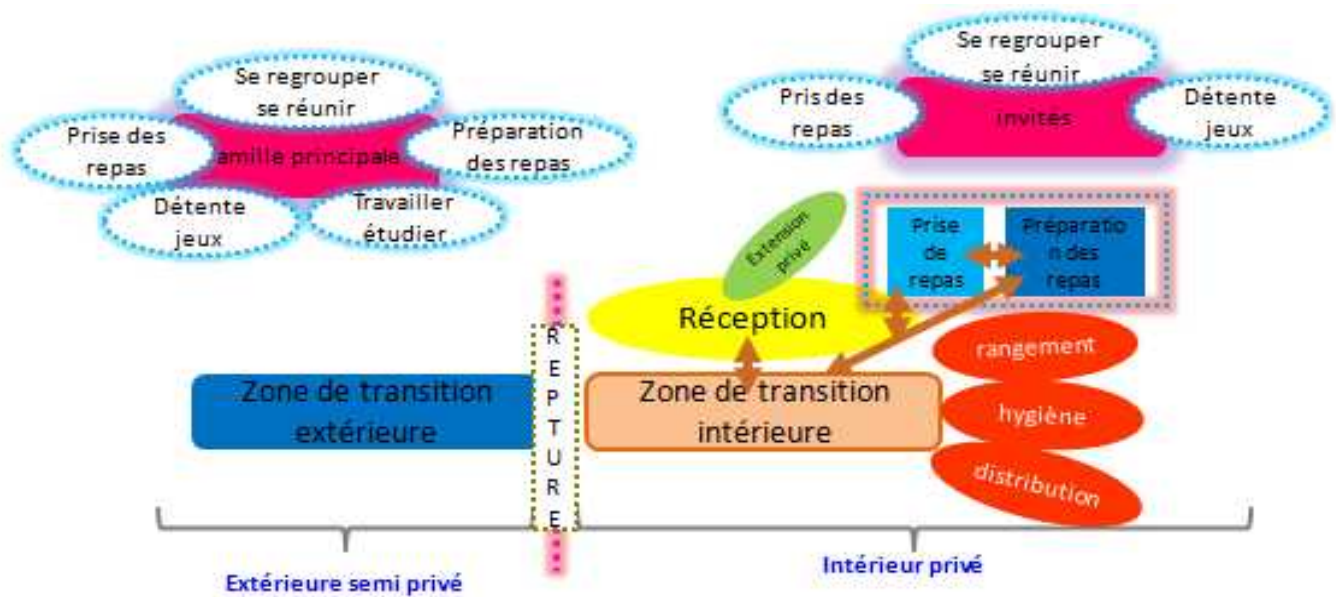 Se regrouper
se réunir
Prise des
repas
amille principale
Préparation
des repas
Détente
jeux
Travailler
étudier
Se regrouper
se réunir
Pris des
repas
invités
Détente
jeux
Extension
privé
Prise
de
repas
Préparatio
n des
repas
Réception
R
E
P
T
U
R
E
Zone de transition
extérieure
Zone de transition
intérieure
rangement
hygiène
distribution
Extérieure semi privé
Intérieur privé